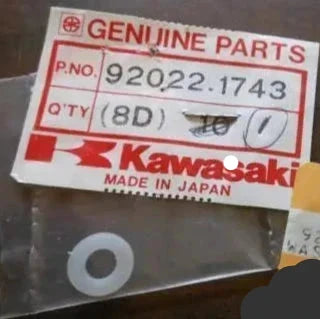 GENUINE PARTS
P.NO. 92022.1743
Q'TY (8D) 10 1
Kawasaki
MADE IN JAPAN